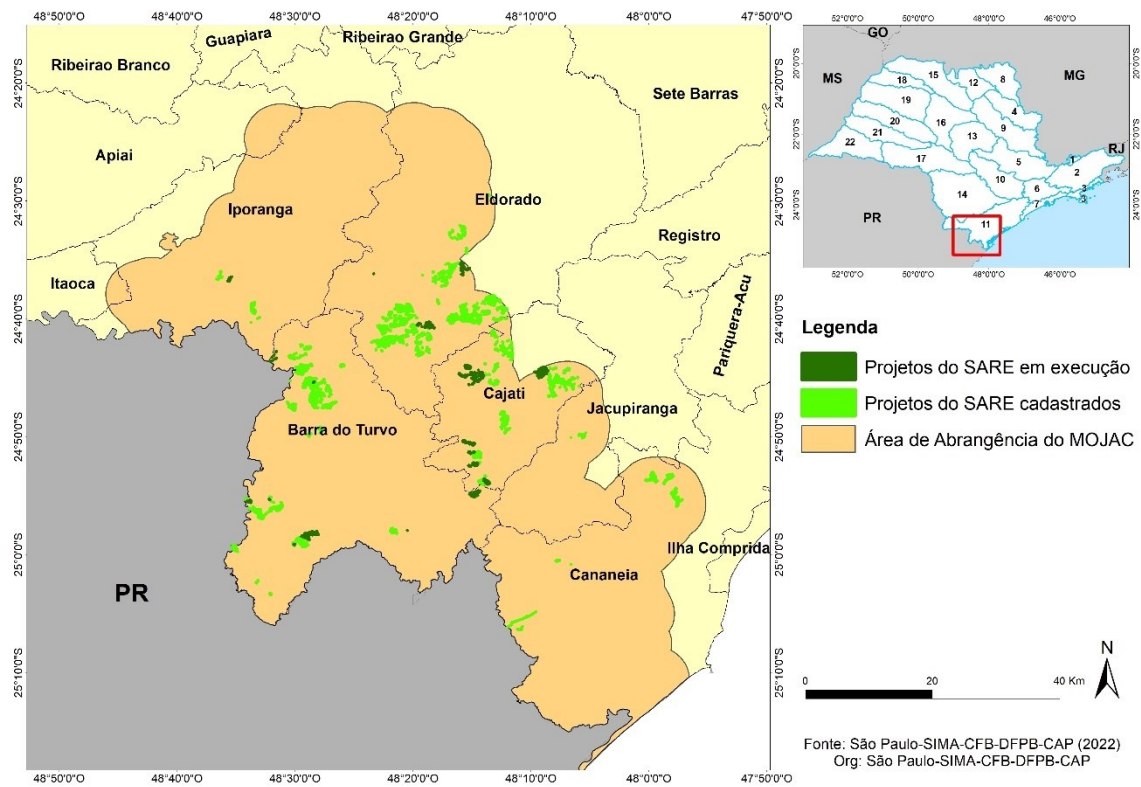 48°50'0"O 48°40'0"O 48°30'0"O 48°20'0"O 48°10'0"O 48°0'0"O 47°50'0"O
24°20'0"S
24°30'0"S
24°40'0"S
24°50'0"S
25°0'0"S
25°10'0"S
Guapiara
Ribeirao Grande
Ribeirao Branco
Sete Barras
Apiai
Iporanga
Eldorado
Registro
Itaoca
Pariquera-Acu
Cajati
Jacupiranga
Barra do Turvo
Ilha Comprida
Cananeia
PR
24°20'0"S
24°30'0"S
24°40'0"S
24°50'0"S
25°0'0"S
25°10'0"S
48°50'0"O 48°40'0"O 48°30'0"O 48°20'0"O 48°10'0"O 48°0'0"O 47°50'0"O
52°0'0"O 50°0'0"O 48°0'0"O 46°0'0"O
20°0'0"S
22°0'0"S
24°0'0"S
GO
MS
MG
RJ
PR
15
18
12
8
19
4
16
20
9
21
13
22
17
5
1
2
10
6
3
7
3
14
11
20°0'0"S
22°0'0"S
24°0'0"S
52°0'0"O 50°0'0"O 48°0'0"O 46°0'0"O
Legenda
Projetos do SARE em execução
Projetos do SARE cadastrados
Área de Abrangência do MOJAC
N
0 20 40 Km
Fonte: São Paulo-SIMA-CFB-DFPB-CAP (2022)
Org: São Paulo-SIMA-CFB-DFPB-CAP